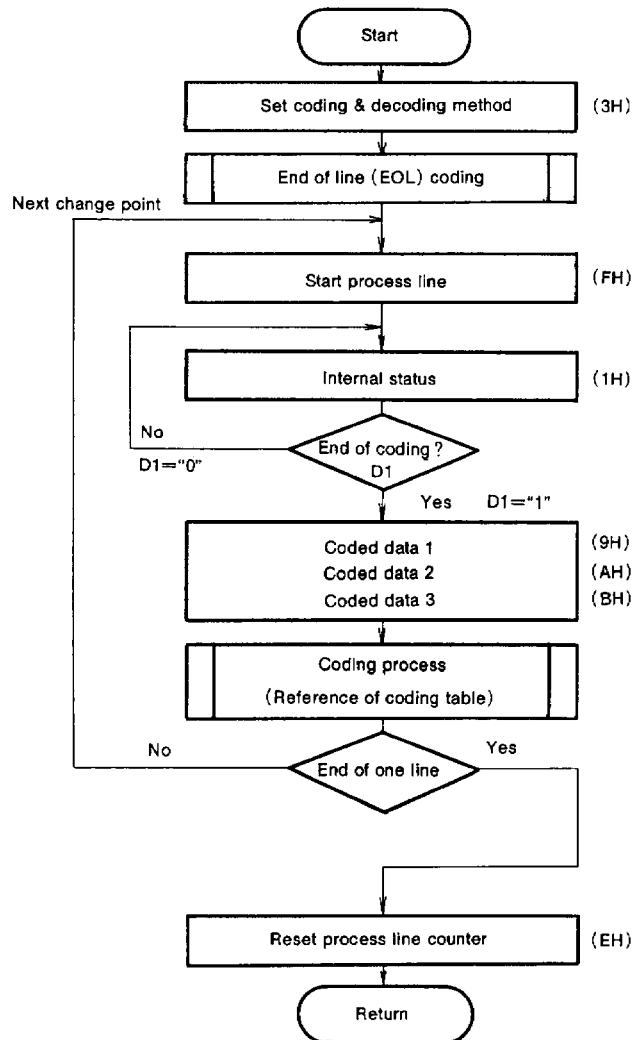 Start
Set coding & decoding method (3H)
End of line (EOL) coding
Next change point
Start process line (FH)
Internal status (1H)
No
End of coding?
D1="0"
D1
Yes D1="1"
Coded data 1 (9H)
Coded data 2 (AH)
Coded data 3 (BH)
Coding process
(Reference of coding table)
No
Yes
End of one line
Reset process line counter (EH)
Return